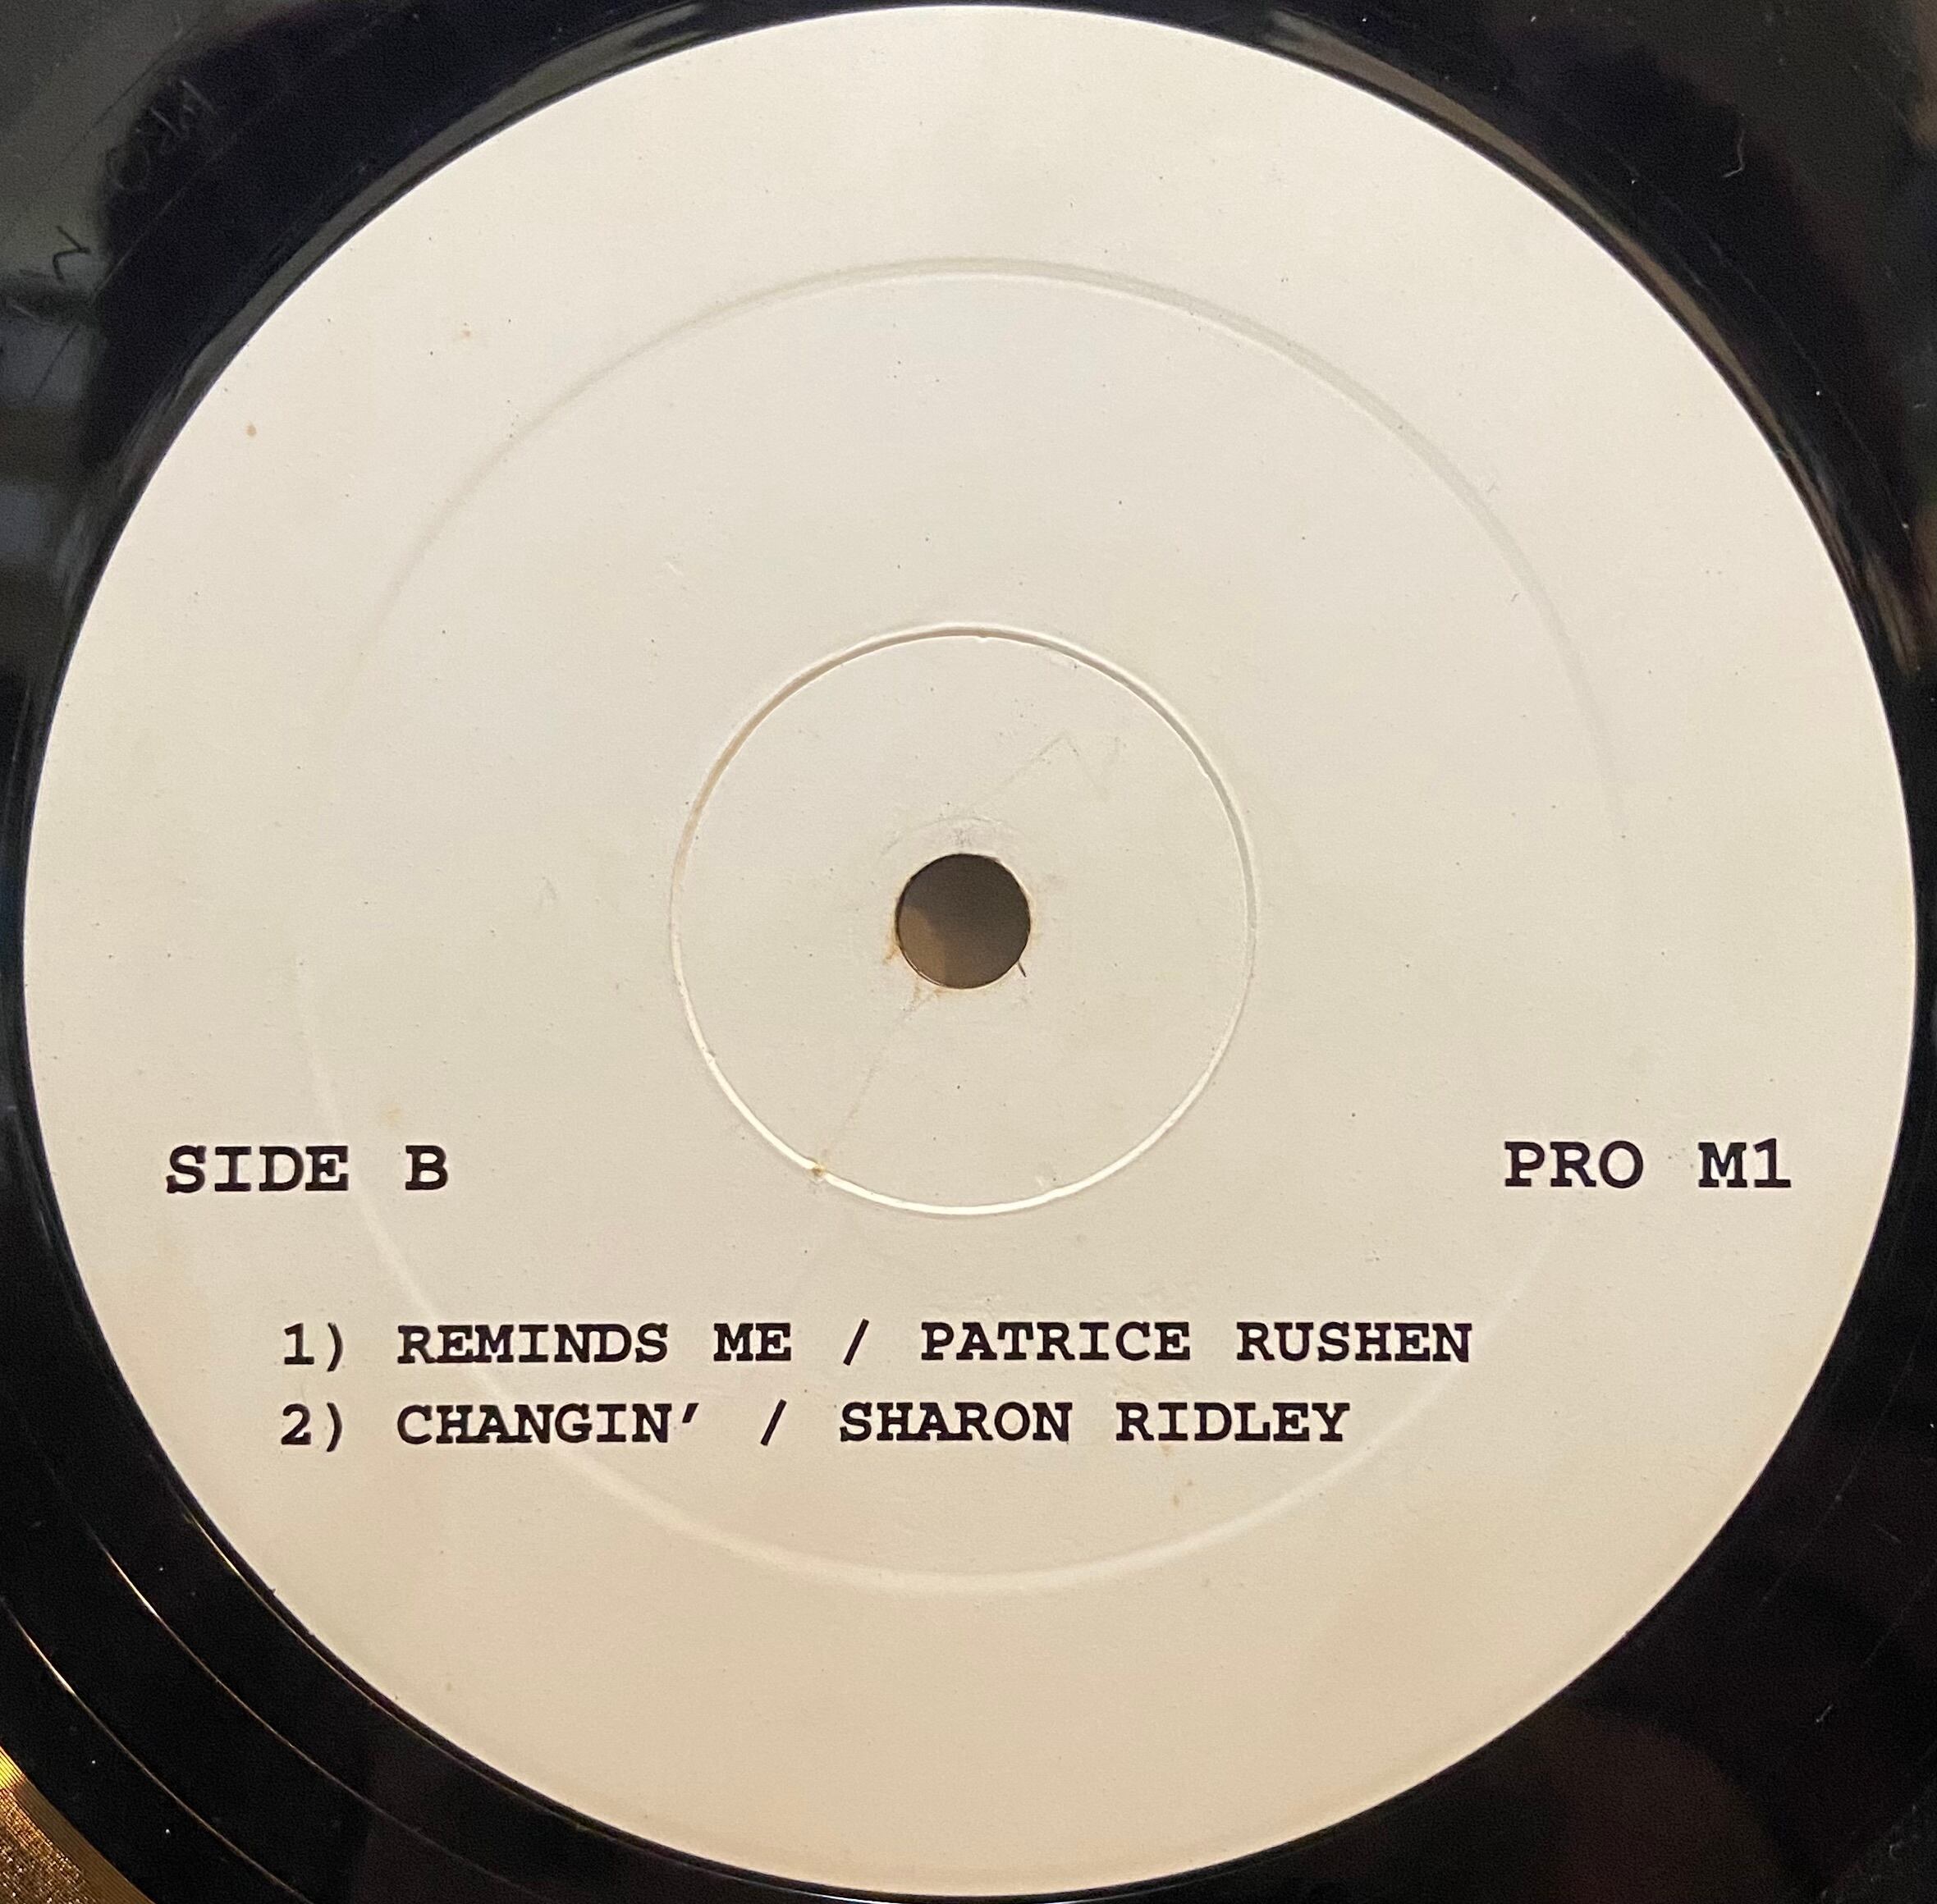 SIDE B
PRO M1
1) REMINDS ME / PATRICE RUSHEN
2) CHANGIN' / SHARON RIDLEY